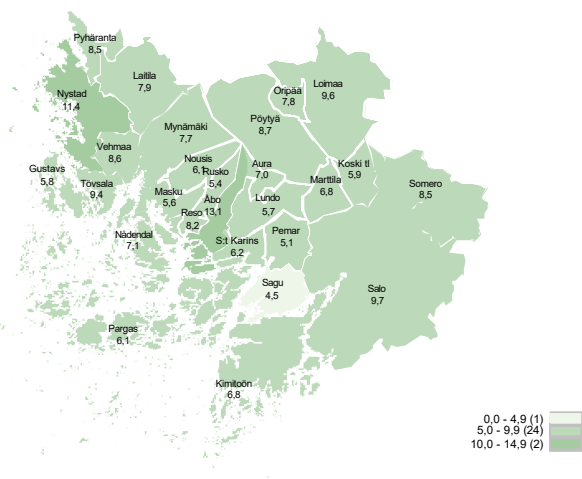 Pyhäranta
8,5
Laitila
7,9
Nystad
11,4
Oripää
7,8
Loimaa
9,6
Pöytyä
8,7
Mynämäki
7,7
Vehmaa
8,6
Nousis
6,1
Rusko
5,4
Aura
7,0
Koski tl
5,9
Marttila
6,8
Gustavs
5,8
Tövsala
9,4
Masku
5,6
Åbo
13,1
Lundo
5,7
Somero
8,5
Reso
8,2
Nådendal
7,1
S:t Karins
6,2
Pemar
5,1
Sagu
4,5
Salo
9,7
Pargas
6,1
Kimitoön
6,8
0,0 - 4,9 (1)
5,0 - 9,9 (24)
10,0 - 14,9 (2)